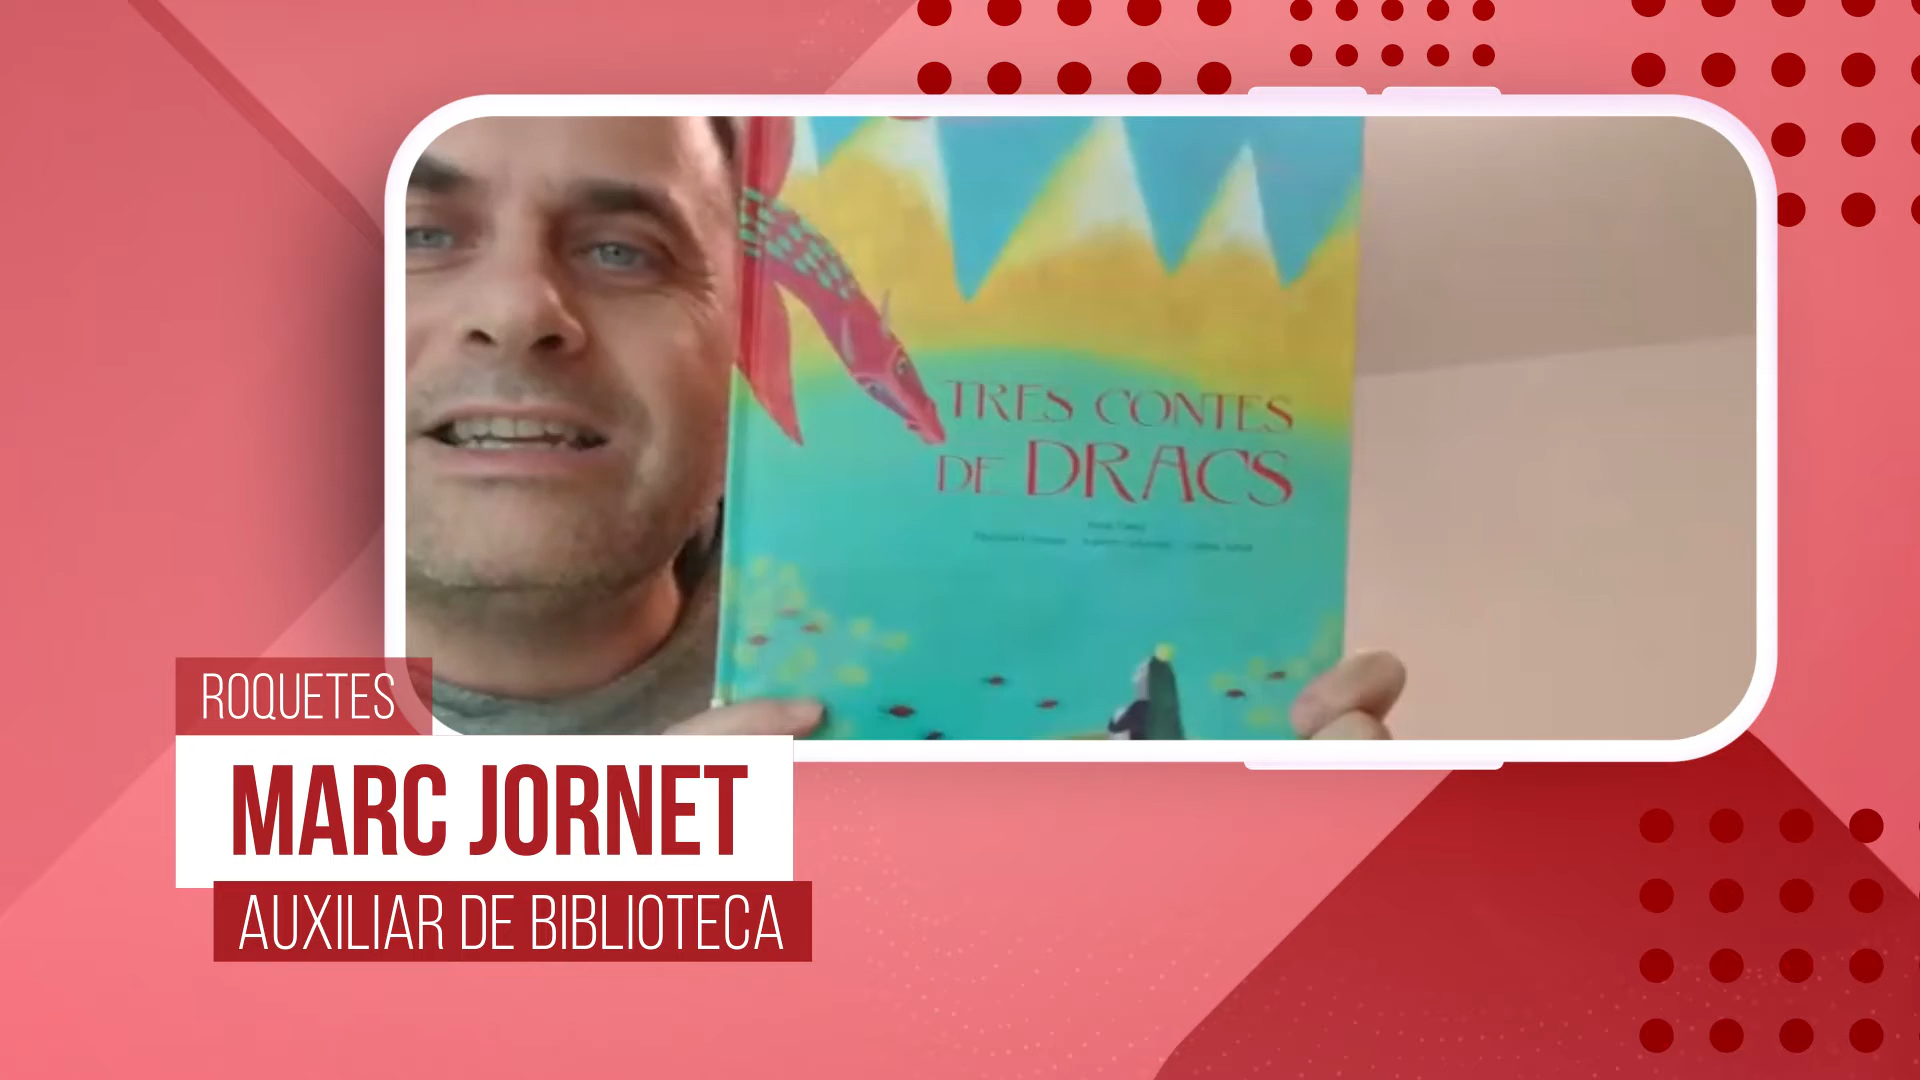 TRES CONTES
DE DRACS
ROQUETES
MARC JORNET
AUXILIAR DE BIBLIOTECA